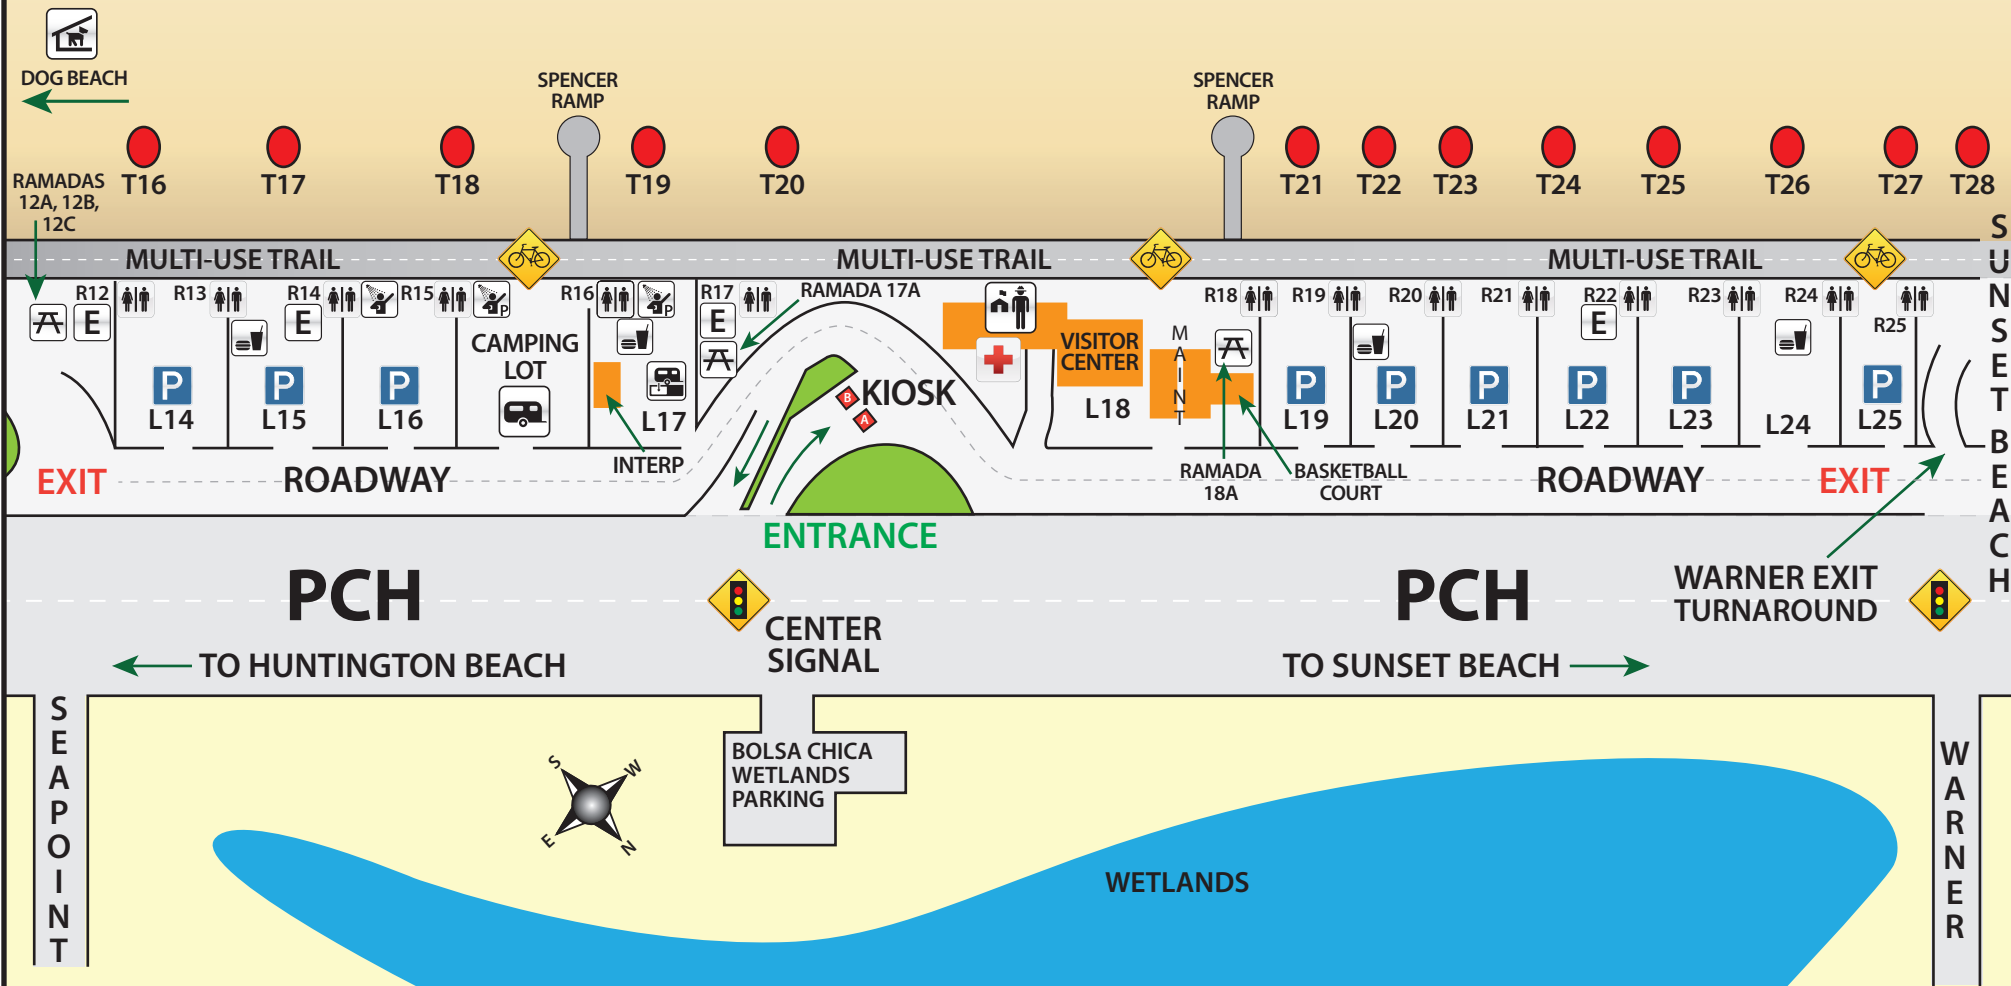 DOG BEACH
SPENCER
RAMP
SPENCER
RAMP
RAMADAS
12A, 12B,
12C
T16
T17
T18
T19
T20
T21
T22
T23
T24
T25
T26
T27
T28
SUNSET BEACH
MULTI-USE TRAIL
MULTI-USE TRAIL
MULTI-USE TRAIL
R12
R13
R14
R15
R16
R17
RAMADA 17A
R18
R19
R20
R21
R22
R23
R24
R25
P
P
E
E
E
E
CAMPING
LOT
VISITOR
CENTER
MAINT
KIOSK
B
A
P
L14
P
L15
P
L16
L17
L18
P
L19
P
L20
P
L21
P
L22
P
L23
L24
P
L25
INTERP
RAMADA
18A
BASKETBALL
COURT
EXIT
ROADWAY
ROADWAY
EXIT
ENTRANCE
PCH
PCH
WARNER EXIT
TURNAROUND
CENTER
SIGNAL
TO HUNTINGTON BEACH
TO SUNSET BEACH
SEAPOINT
BOLSA CHICA
WETLANDS
PARKING
S
W
E
N
WETLANDS
WARNER